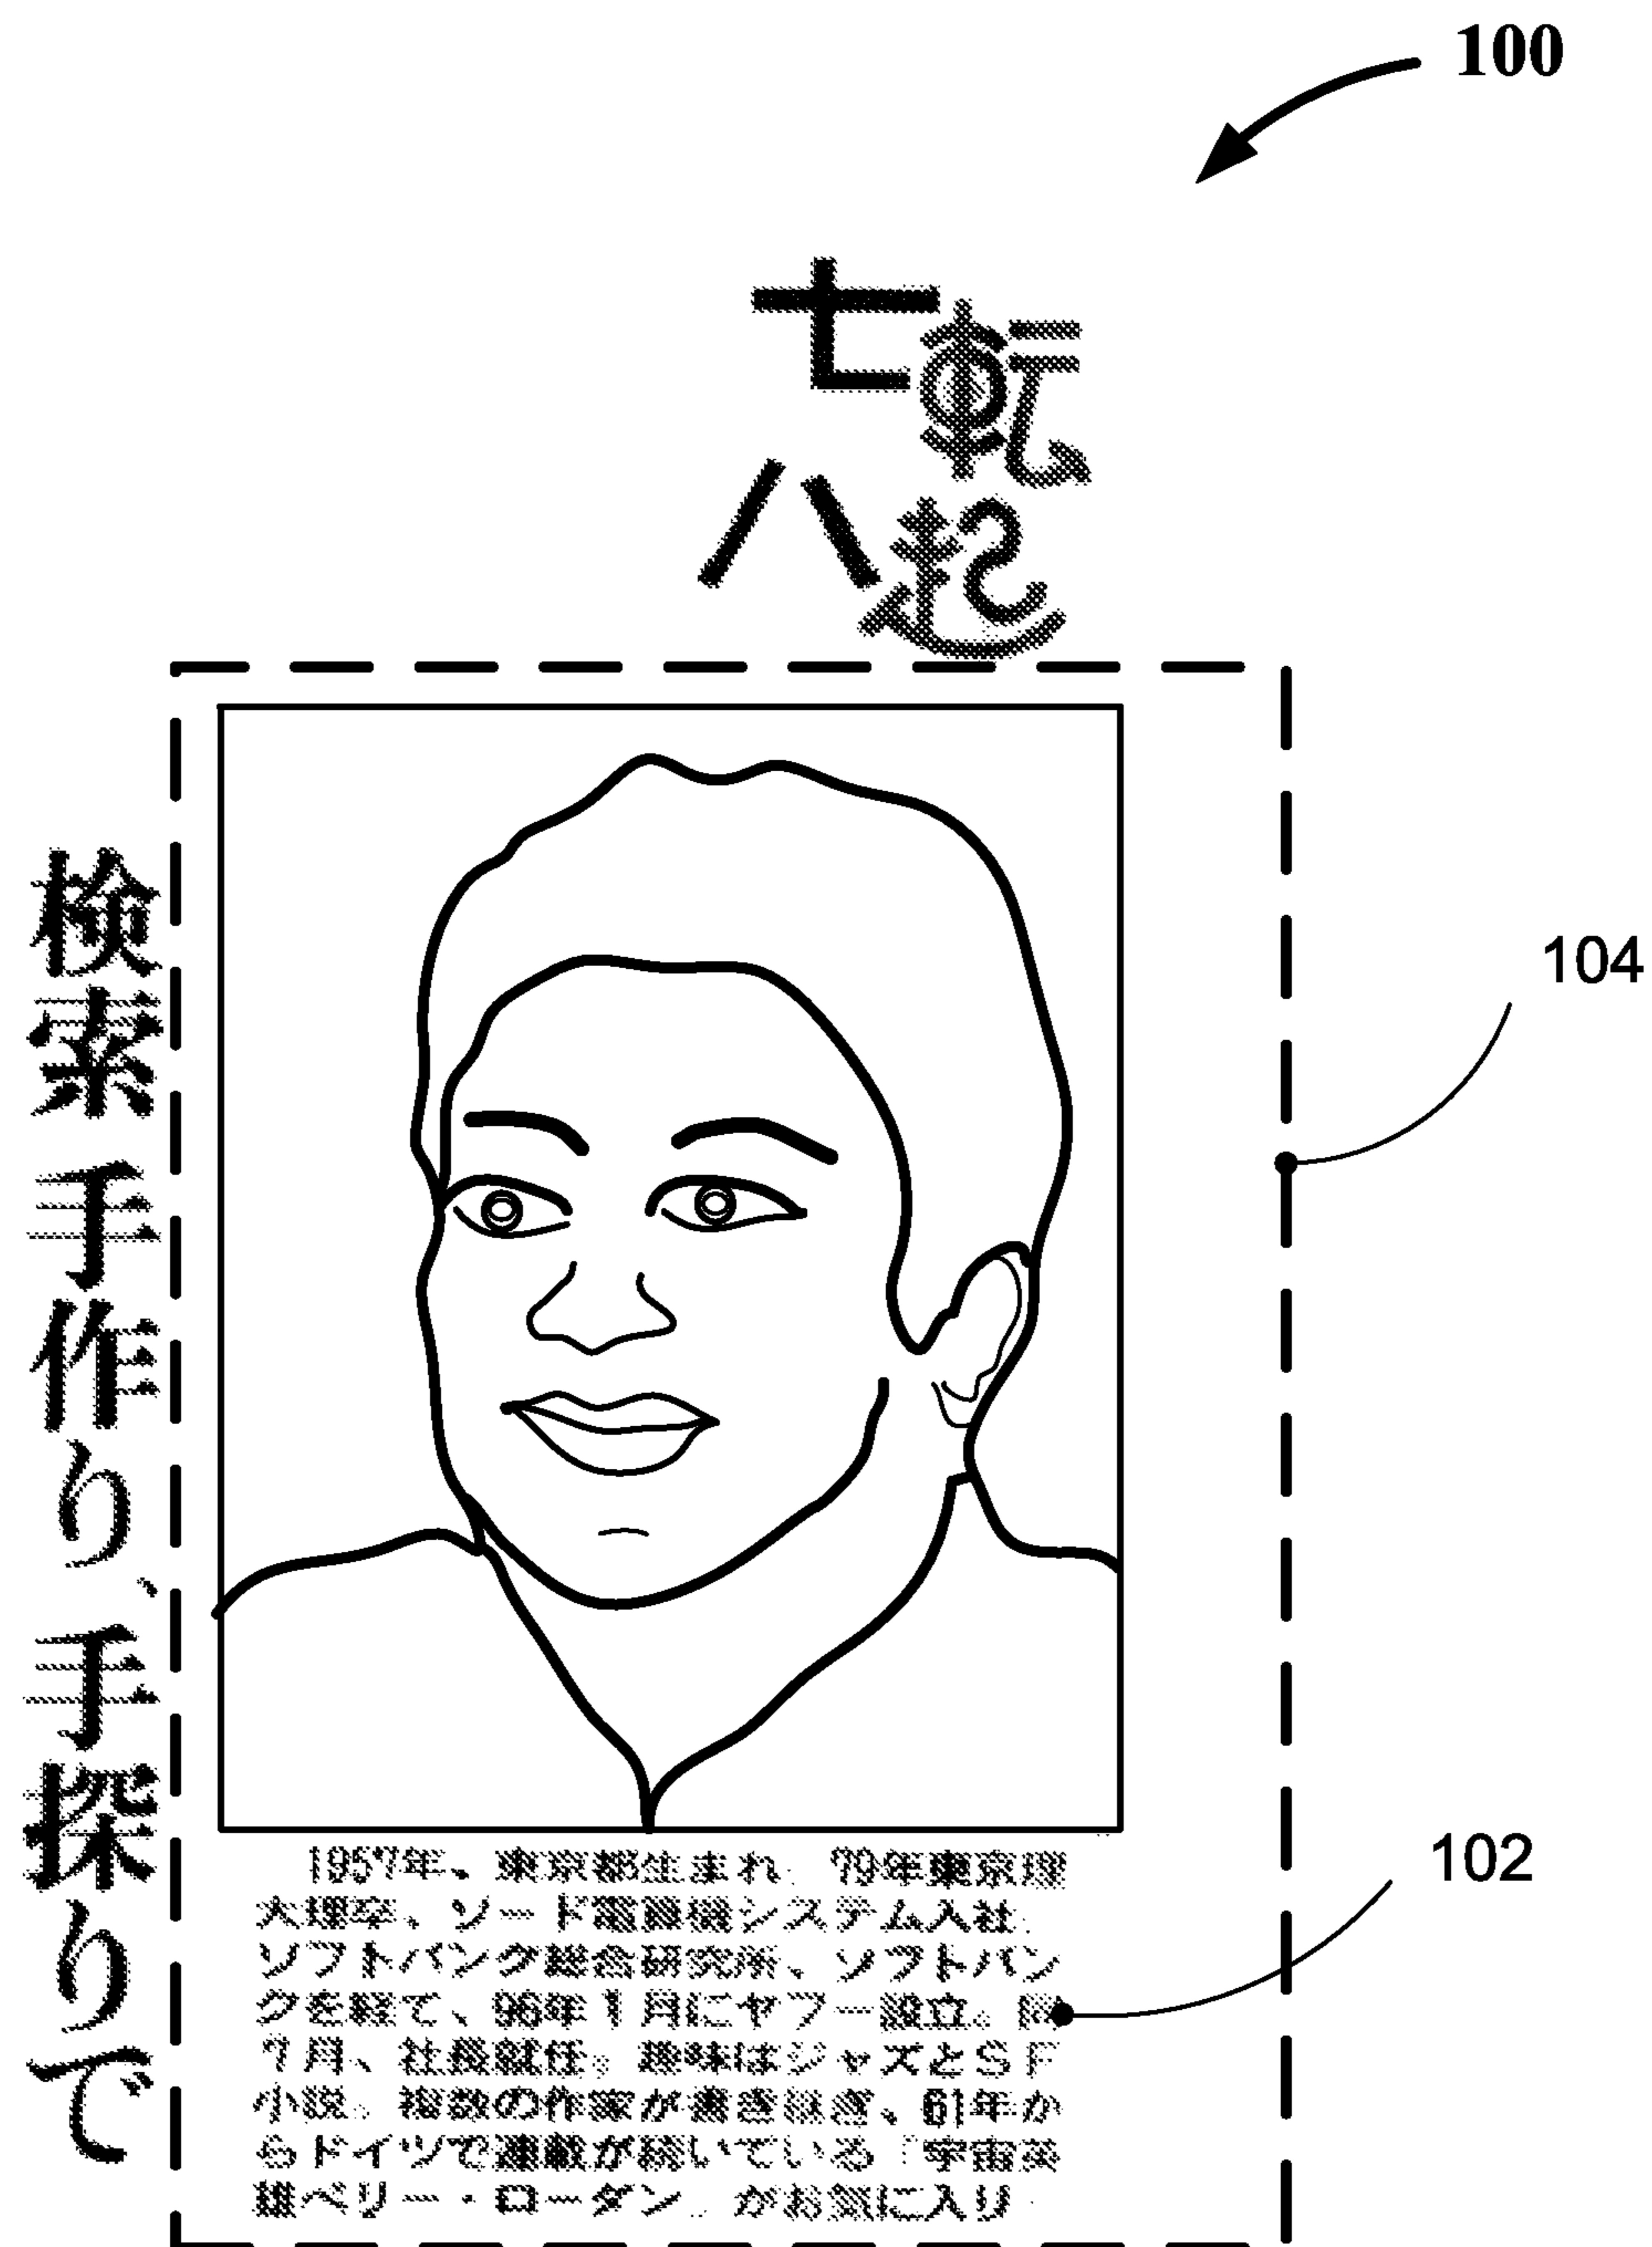 100
七転
八起
104
検索 手作り、手探りで
102
1957年、東京都生まれ。79年東京理
大理卒、ソード電算機システム入社。
ソフトバンク総合研究所、ソフトバン
クを経て、96年1月にヤフー設立。同
7月、社長就任。趣味はジャズとSF
小説。複数の作家が書き継ぎ、61年か
らドイツで連載が続いている「宇宙英
雄ペリー・ローダン」がお気に入り